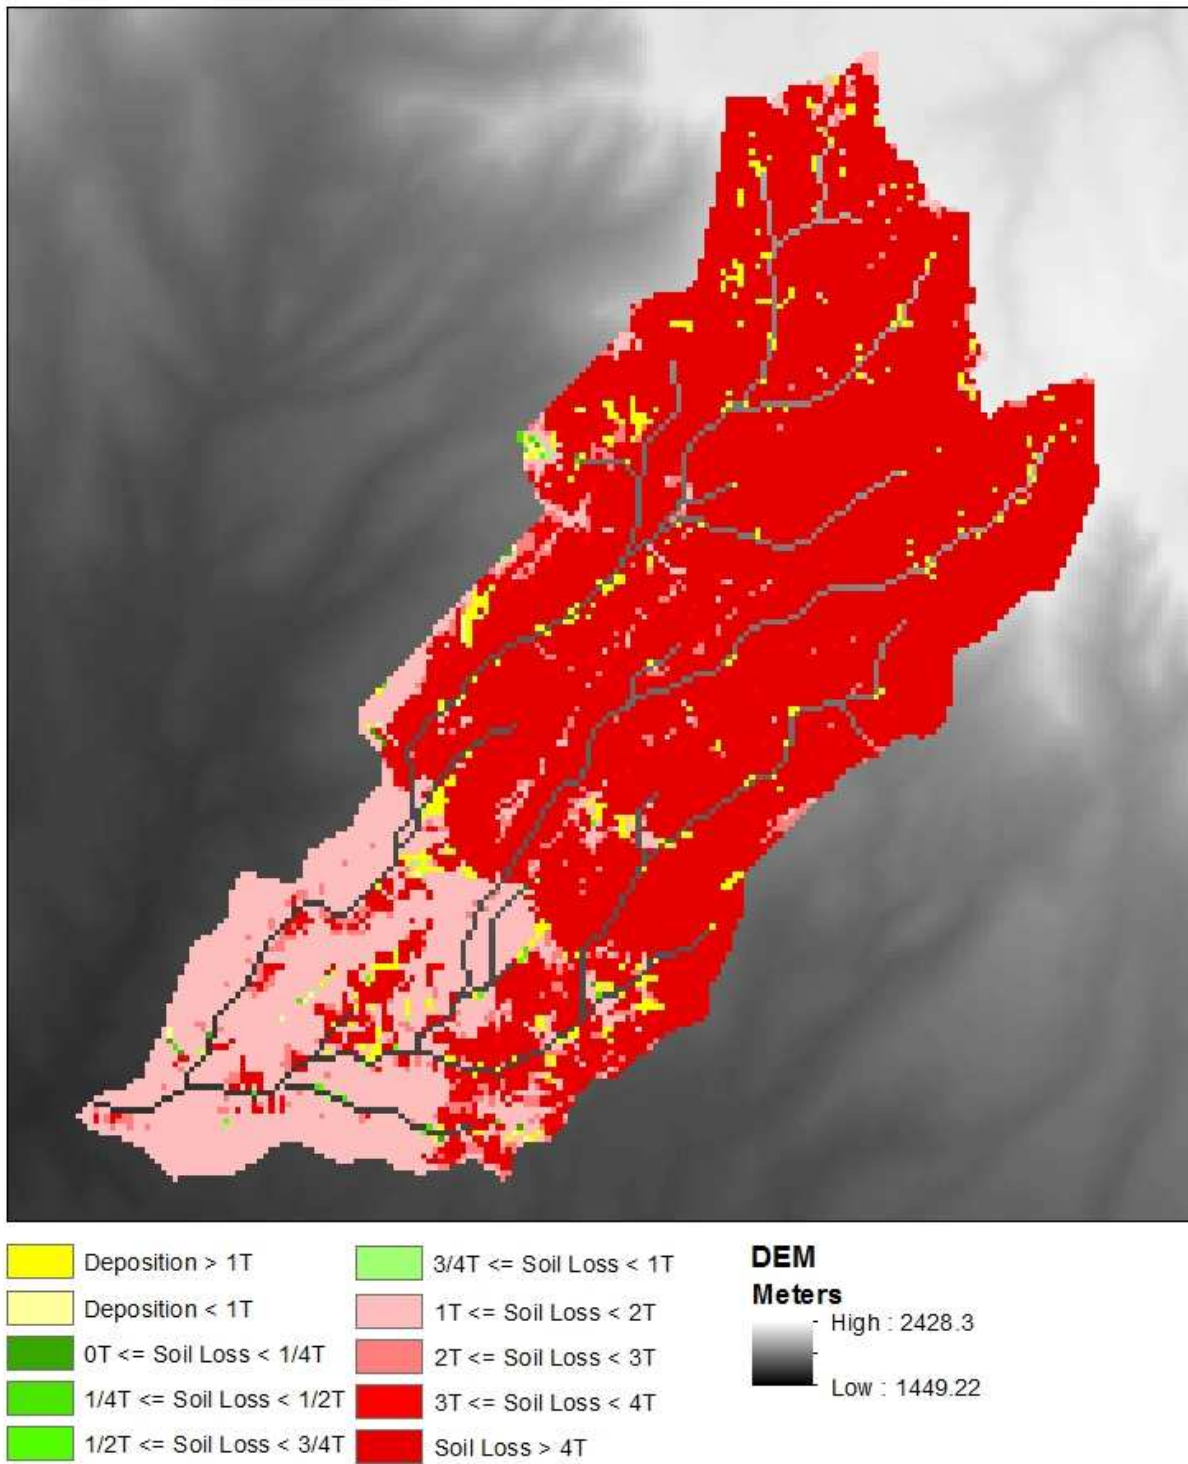 Deposition > 1T
Deposition < 1T
0T <= Soil Loss < 1/4T
1/4T <= Soil Loss < 1/2T
1/2T <= Soil Loss < 3/4T
3/4T <= Soil Loss < 1T
1T <= Soil Loss < 2T
2T <= Soil Loss < 3T
3T <= Soil Loss < 4T
Soil Loss > 4T
DEM
Meters
High : 2428.3
Low : 1449.22